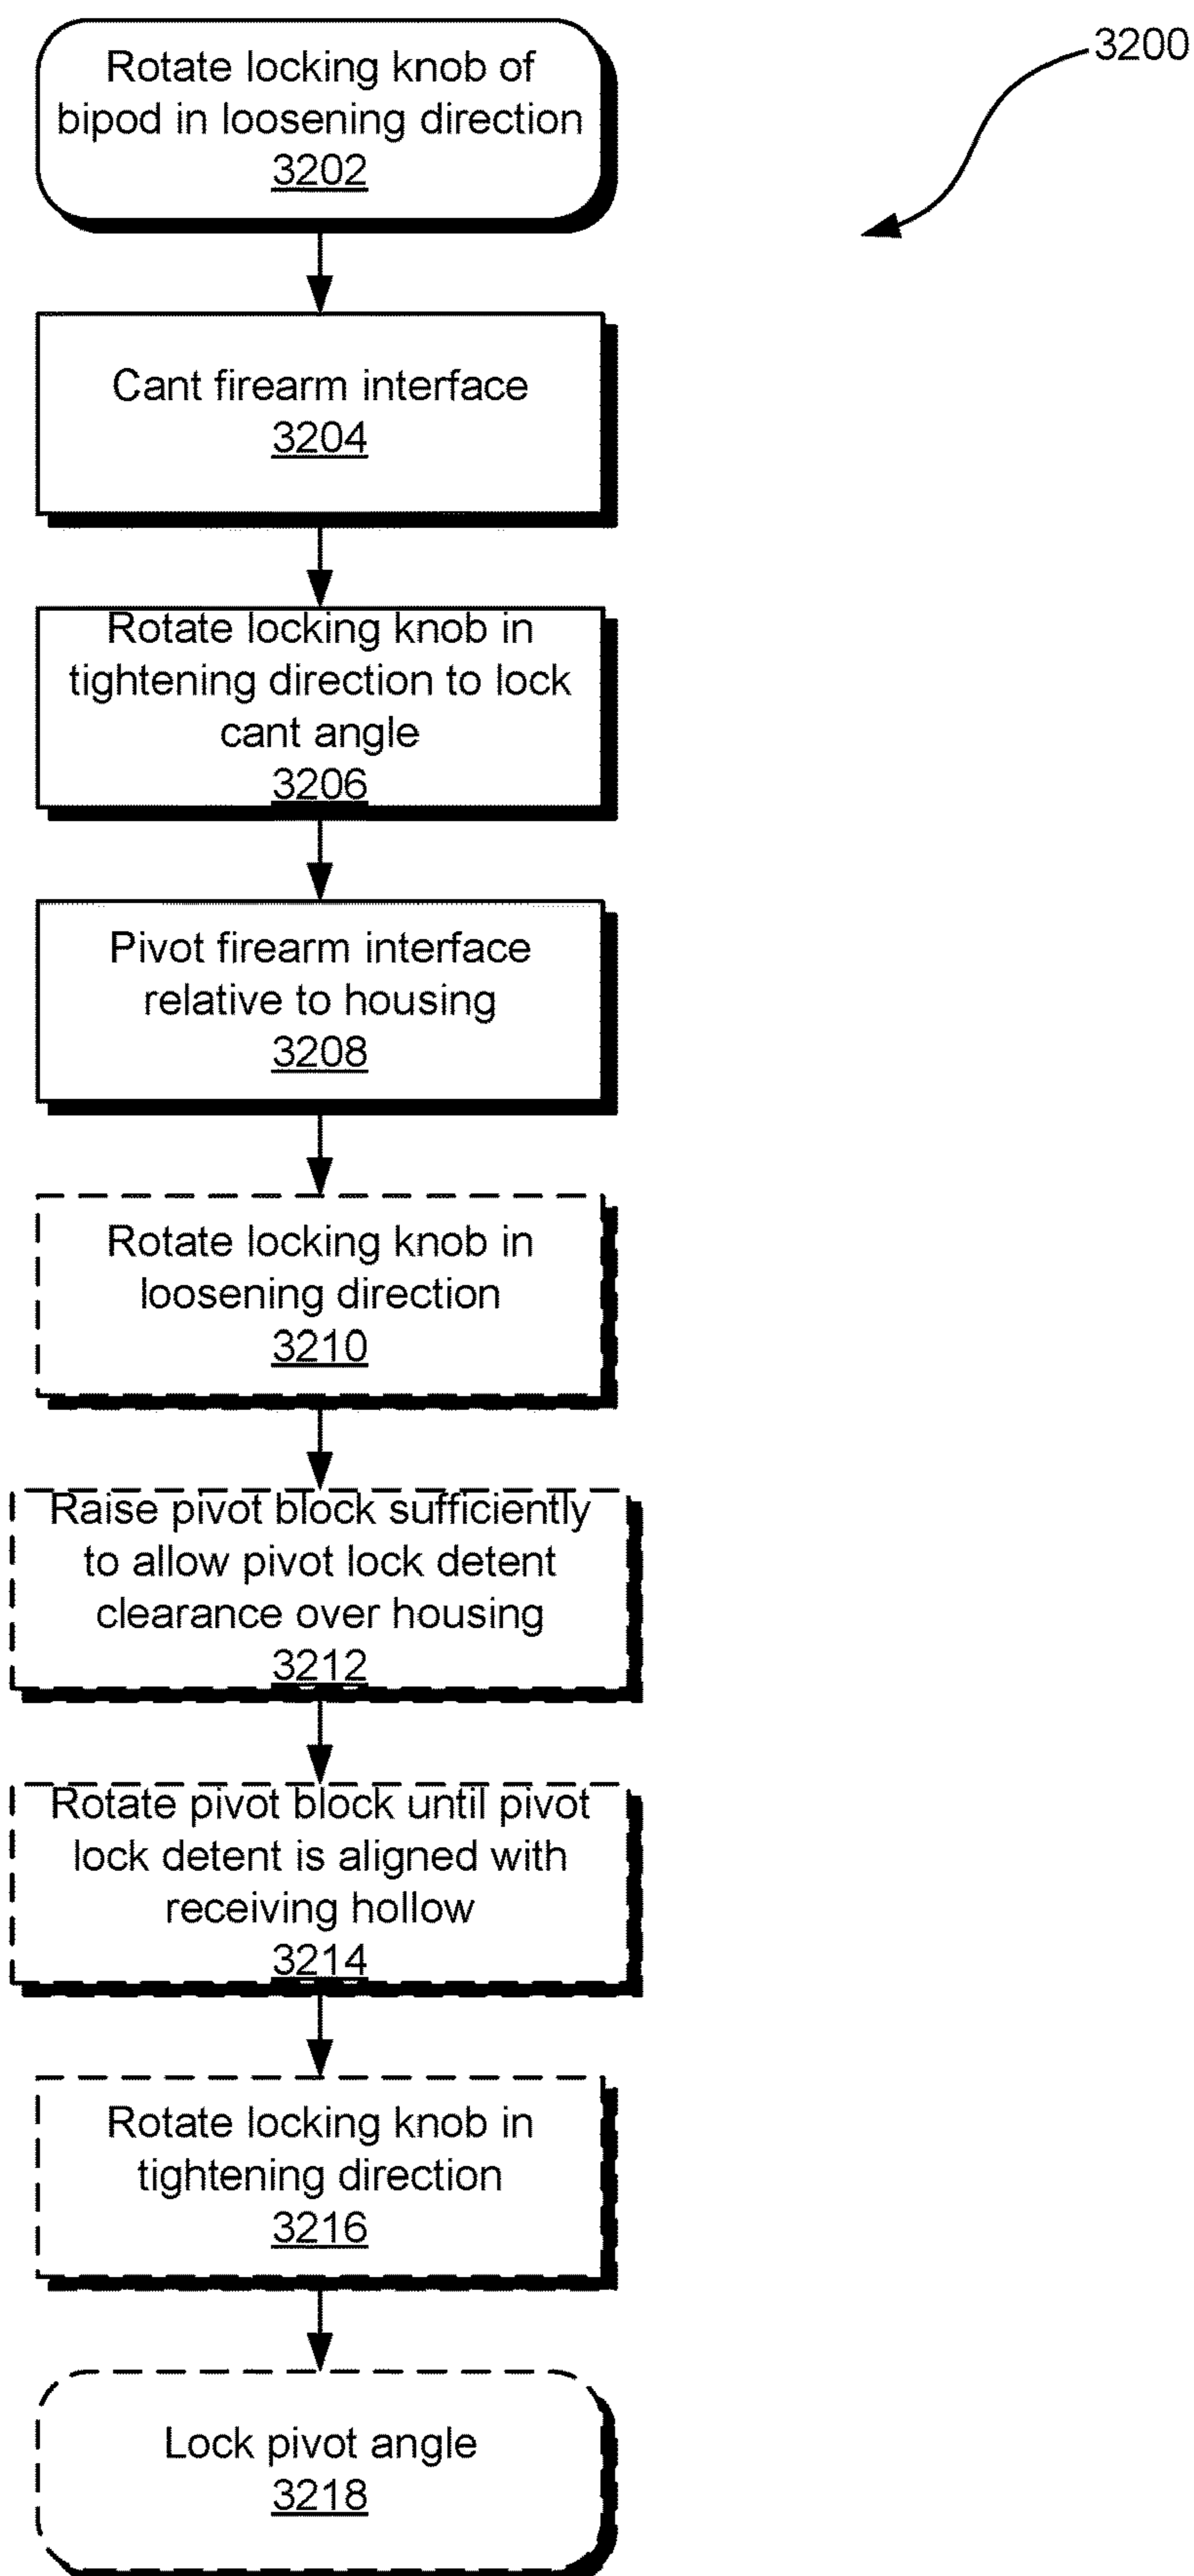 3200
Rotate locking knob of
bipod in loosening direction
3202
Cant firearm interface
3204
Rotate locking knob in
tightening direction to lock
cant angle
3206
Pivot firearm interface
relative to housing
3208
Rotate locking knob in
loosening direction
3210
Raise pivot block sufficiently
to allow pivot lock detent
clearance over housing
3212
Rotate pivot block until pivot
lock detent is aligned with
receiving hollow
3214
Rotate locking knob in
tightening direction
3216
Lock pivot angle
3218